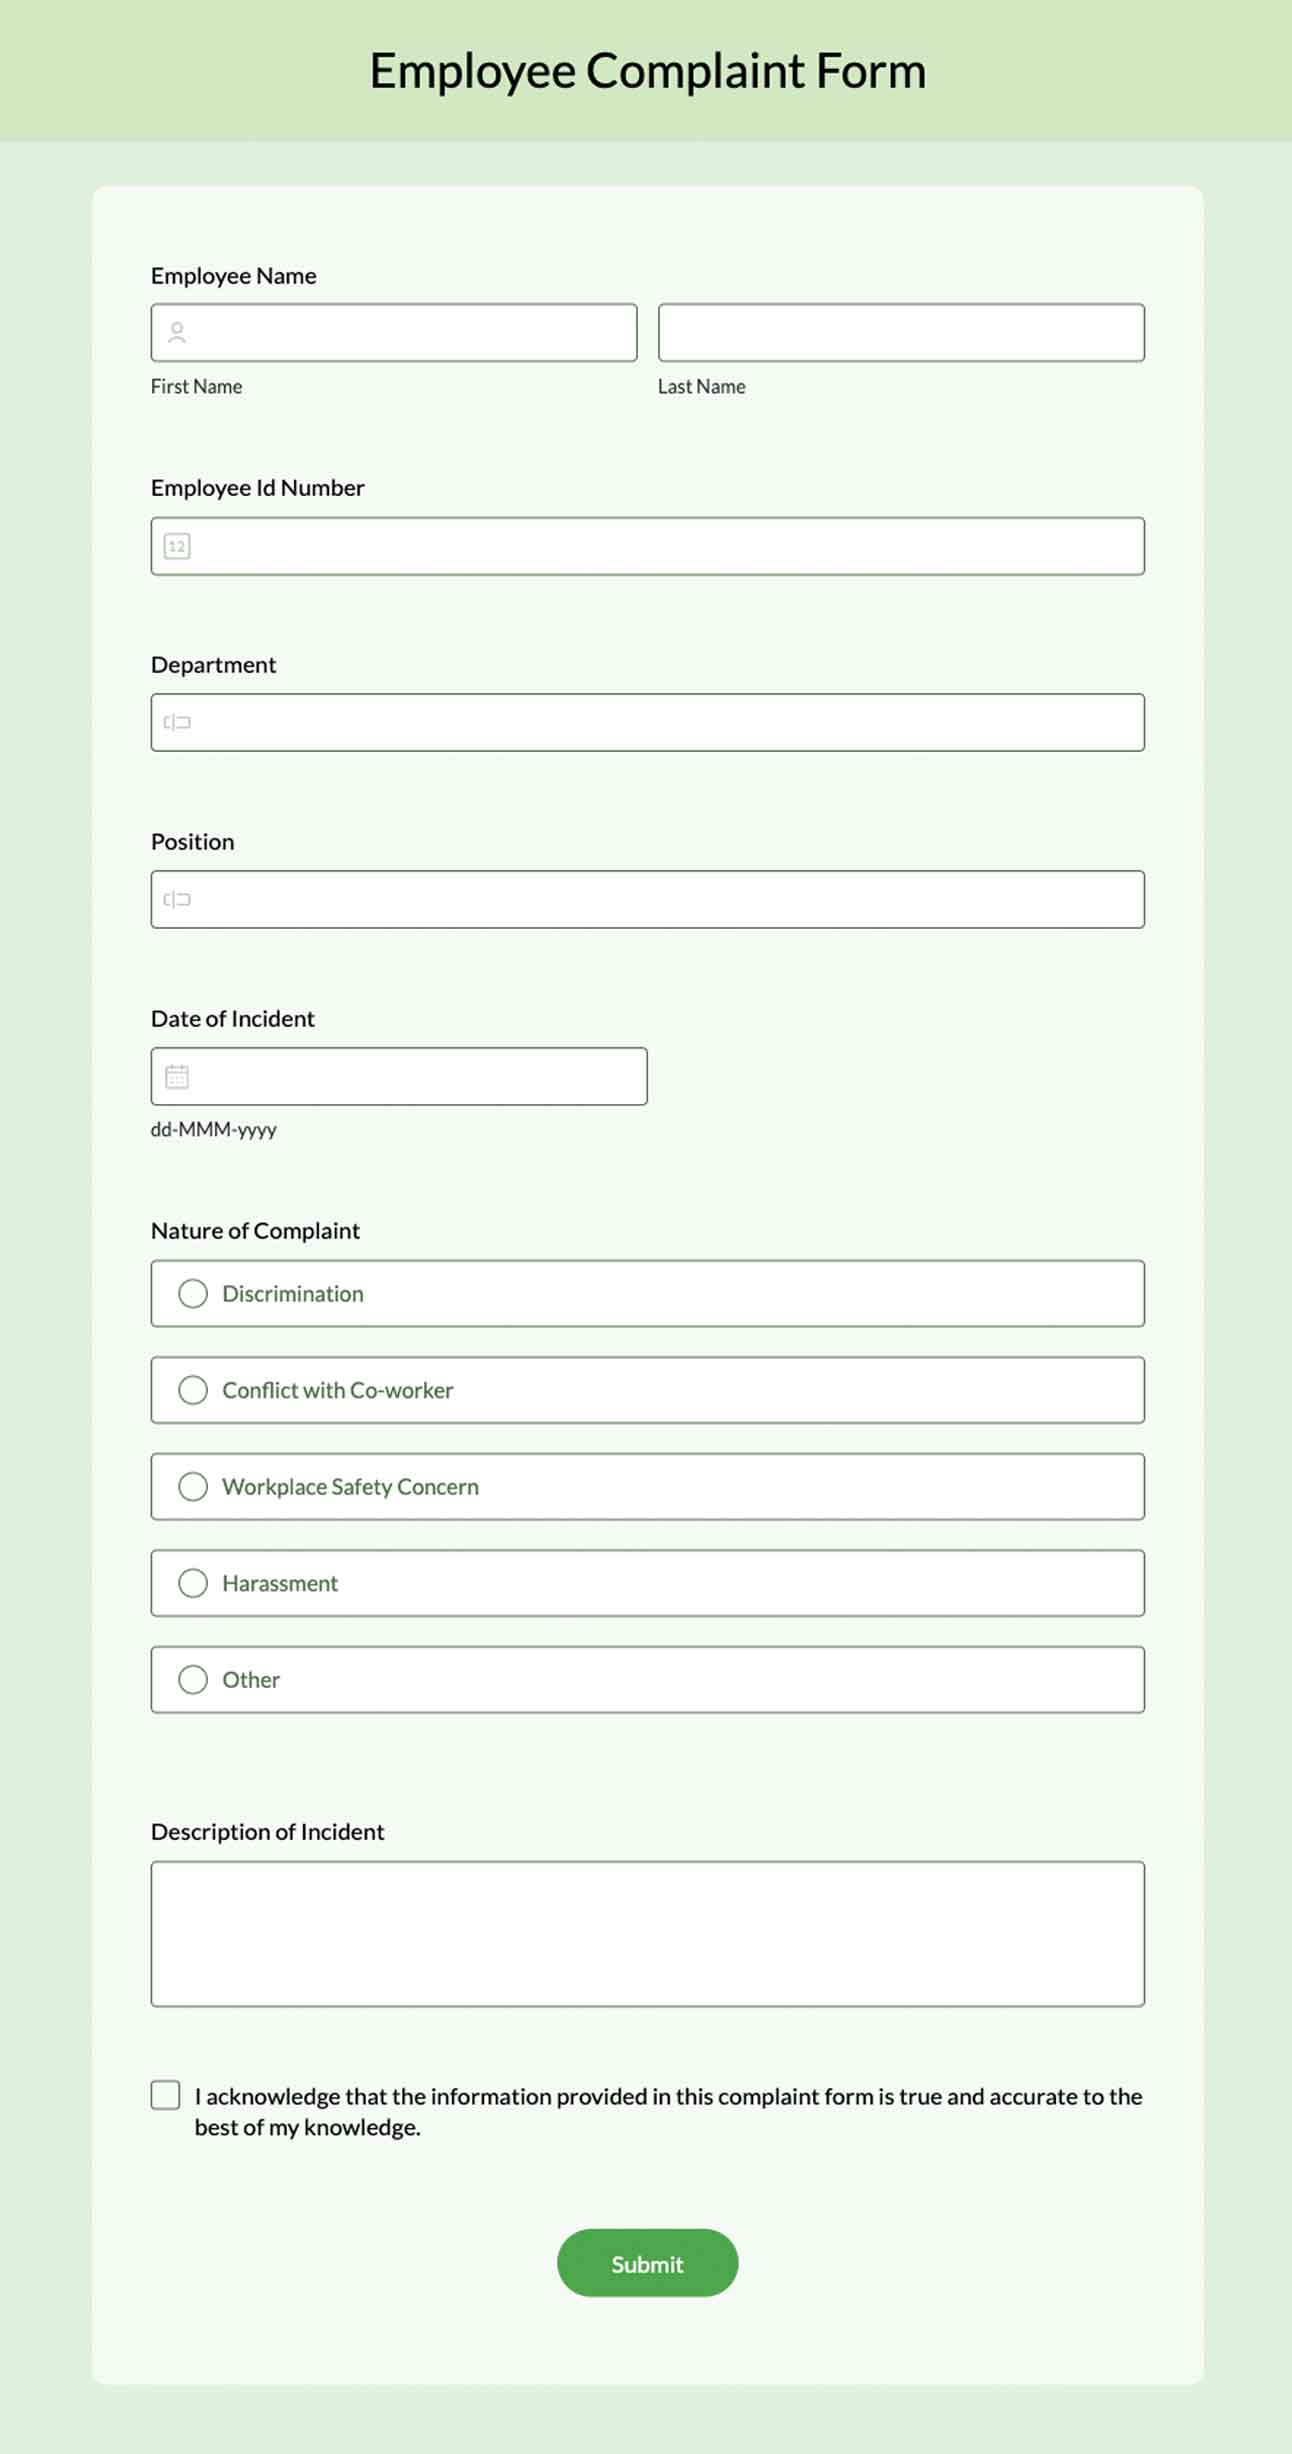 Employee Complaint Form
Employee Name
First Name
Last Name
Employee Id Number
12
Department
Position
Date of Incident
dd-MMM-yyyy
Nature of Complaint
Discrimination
Conflict with Co-worker
Workplace Safety Concern
Harassment
Other
Description of Incident
I acknowledge that the information provided in this complaint form is true and accurate to the
best of my knowledge.
Submit